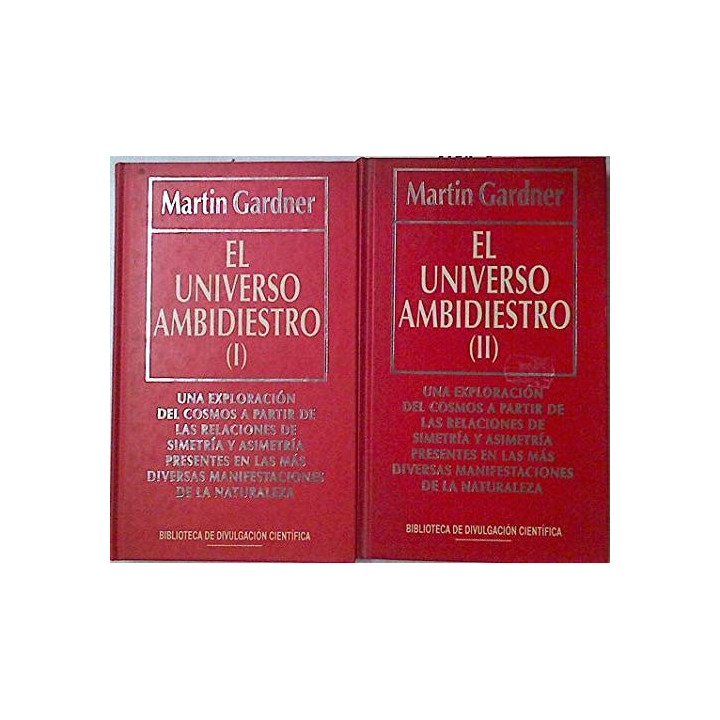 Martin Gardner
EL
UNIVERSO
AMBIDIESTRO
(I)
UNA EXPLORACIÓN
DEL COSMOS A PARTIR DE
LAS RELACIONES DE
SIMETRÍA Y ASIMETRÍA
PRESENTES EN LAS MÁS
DIVERSAS MANIFESTACIONES
DE LA NATURALEZA
BIBLIOTECA DE DIVULGACIÓN CIENTÍFICA
Martin Gardner
EL
UNIVERSO
AMBIDIESTRO
(II)
UNA EXPLORACIÓN
DEL COSMOS A PARTIR DE
LAS RELACIONES DE
SIMETRÍA Y ASIMETRÍA
PRESENTES EN LAS MÁS
DIVERSAS MANIFESTACIONES
DE LA NATURALEZA
BIBLIOTECA DE DIVULGACIÓN CIENTÍFICA